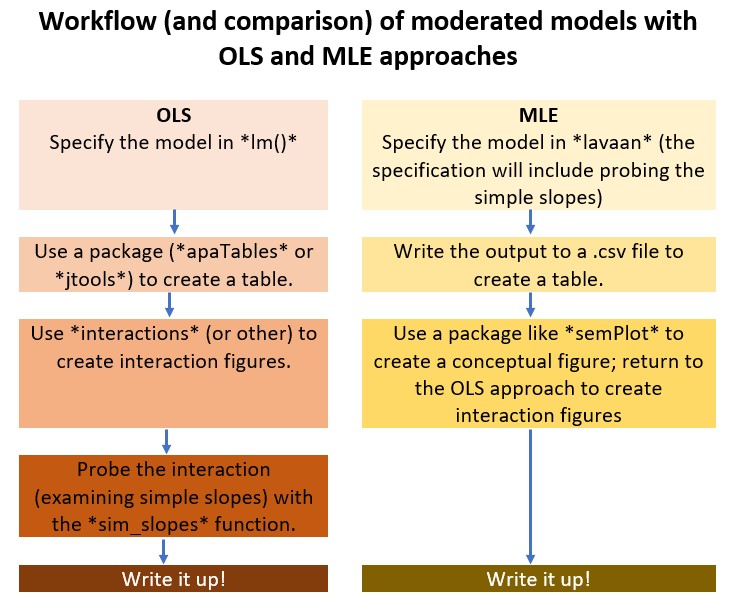 Workflow (and comparison) of moderated models with
OLS and MLE approaches
OLS
Specify the model in *lm()*
MLE
Specify the model in *lavaan* (the
specification will include probing the
simple slopes)
Use a package (*apaTables* or
*jtools*) to create a table.
Write the output to a .csv file to
create a table.
Use *interactions* (or other) to
create interaction figures.
Use a package like *semPlot* to
create a conceptual figure; return to
the OLS approach to create
interaction figures
Probe the interaction
(examining simple slopes) with
the *sim_slopes* function.
Write it up!
Write it up!